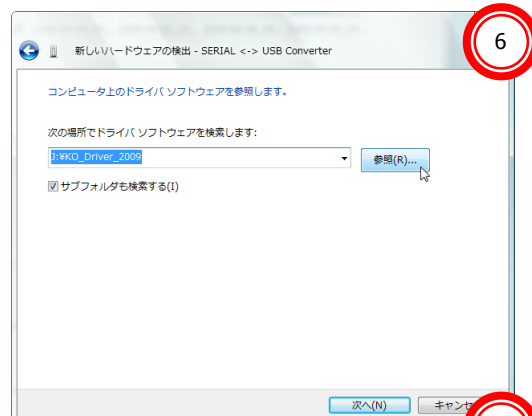 6
新しいハードウェアの検出 - SERIAL <-> USB Converter
コンピュータ上のドライバ ソフトウェアを参照します。
次の場所でドライバ ソフトウェアを検索します:
J:¥KO_Driver_2009
参照(R)...
サブフォルダも検索する(I)
次へ(N)
キャンセ